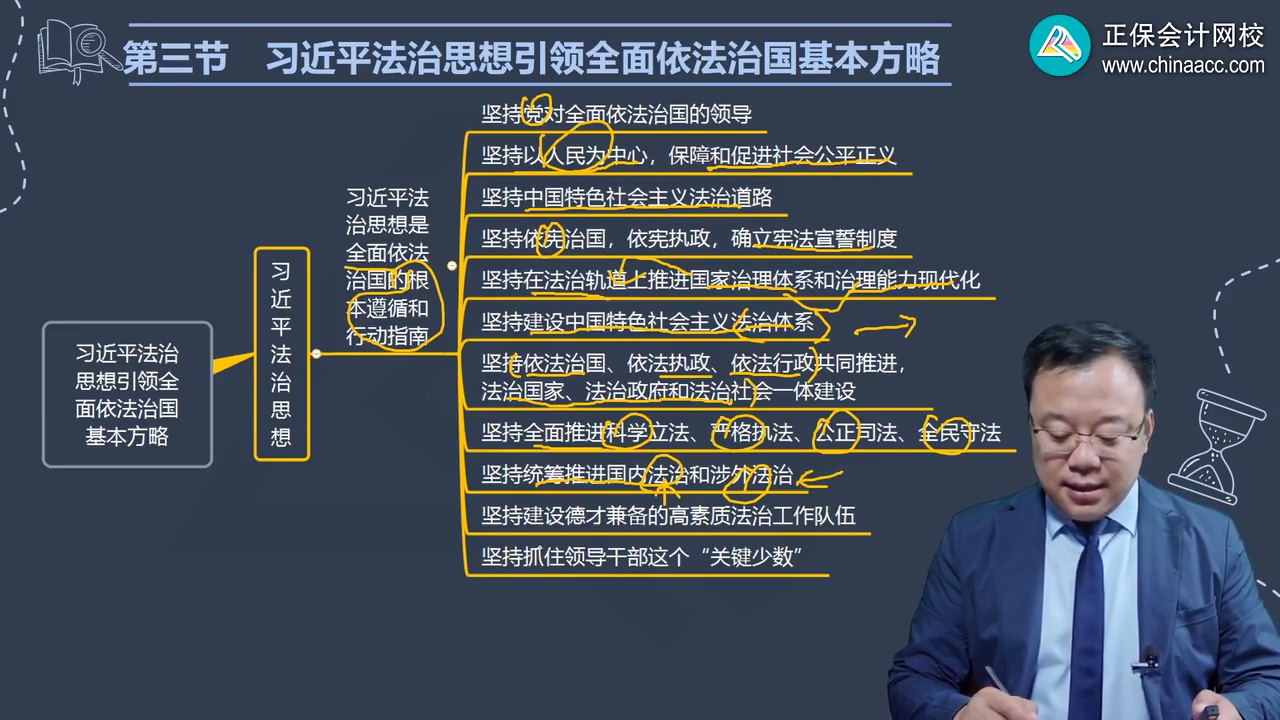 第三节 习近平法治思想引领全面依法治国基本方略
正保会计网校
www.chinaacc.com
习近平法治
思想引领全
面依法治国
基本方略
习
近
平
法
治
思
想
习近平法
治思想是
全面依法
治国的根
本遵循和
行动指南
坚持党对全面依法治国的领导
坚持以人民为中心，保障和促进社会公平正义
坚持中国特色社会主义法治道路
坚持依宪治国，依宪执政，确立宪法宣誓制度
坚持在法治轨道上推进国家治理体系和治理能力现代化
坚持建设中国特色社会主义法治体系
坚持依法治国、依法执政、依法行政共同推进，
法治国家、法治政府和法治社会一体建设
坚持全面推进科学立法、严格执法、公正司法、全民守法
坚持统筹推进国内法治和涉外法治
坚持建设德才兼备的高素质法治工作队伍
坚持抓住领导干部这个“关键少数”